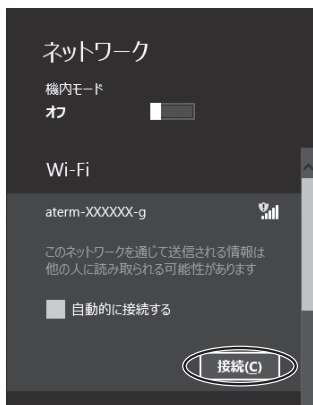 ネットワーク
機内モード
オフ
Wi-Fi
aterm-XXXXXX-g
このネットワークを通じて送信される情報は
他の人に読み取られる可能性があります
自動的に接続する
接続(C)